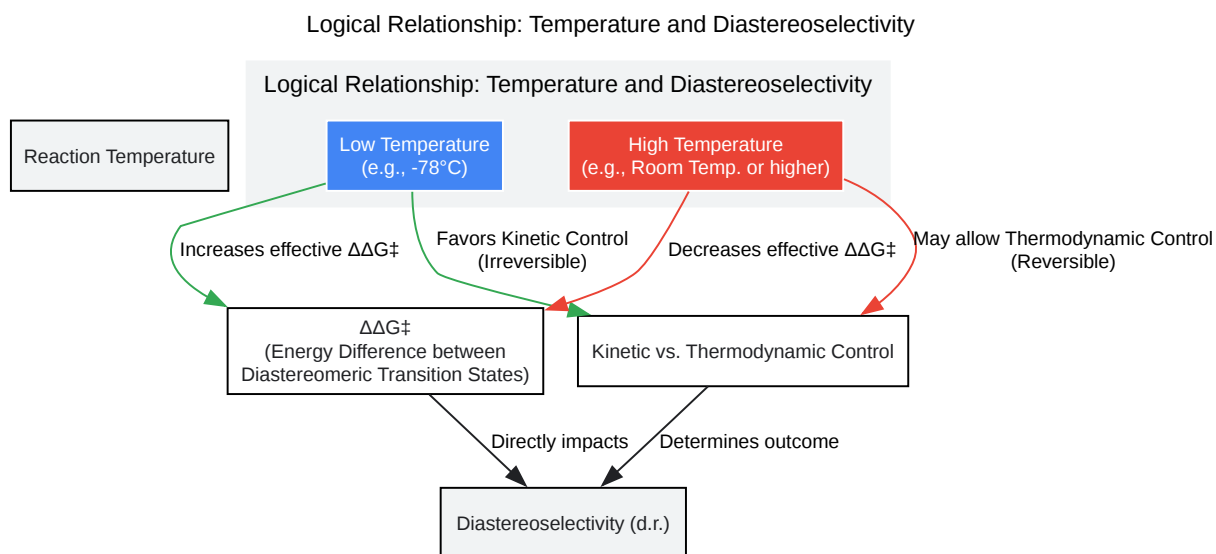 Logical Relationship: Temperature and Diastereoselectivity
Logical Relationship: Temperature and Diastereoselectivity
Reaction Temperature
Low Temperature
(e.g., -78°C)
High Temperature
(e.g., Room Temp. or higher)
Increases effective ΔΔG‡
Favors Kinetic Control
(Irreversible)
Decreases effective ΔΔG‡
May allow Thermodynamic Control
(Reversible)
ΔΔG‡
(Energy Difference between
Diastereomeric Transition States)
Kinetic vs. Thermodynamic Control
Directly impacts
Determines outcome
Diastereoselectivity (d.r.)